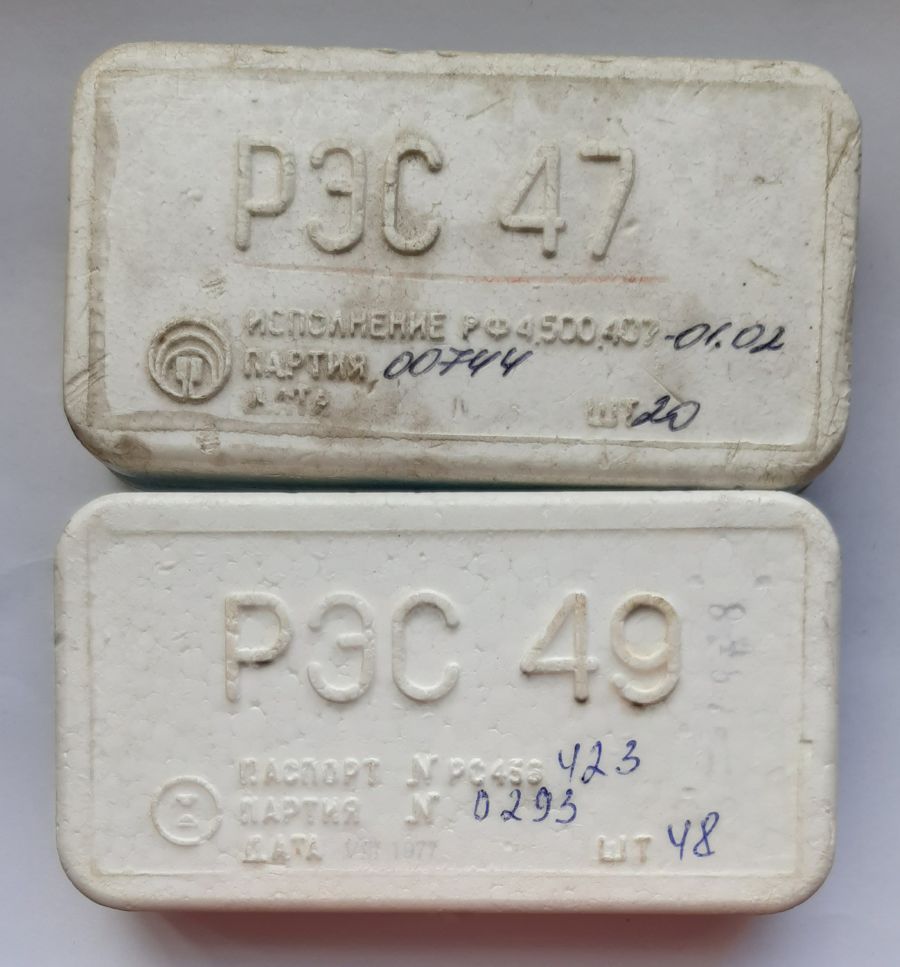 РЭС 47
ИСПОЛНЕНИЕ РФ4.500.407-01.02
ПАРТИЯ 00744
ДАТА ШТ 20
РЭС 49
ПАСПОРТ N РС4.56 423
ПАРТИЯ N 0293
ДАТА 1977 ШТ 48